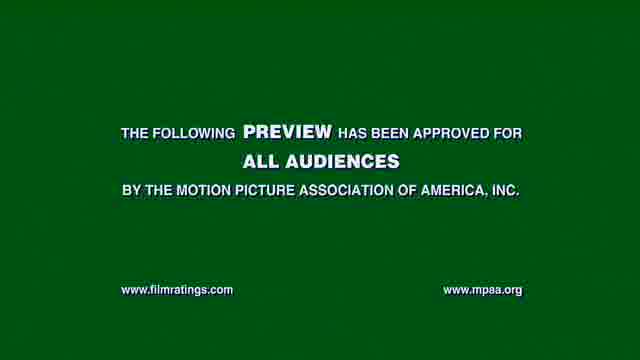 THE FOLLOWING PREVIEW HAS BEEN APPROVED FOR
ALL AUDIENCES
BY THE MOTION PICTURE ASSOCIATION OF AMERICA, INC.
www.filmratings.com www.mpaa.org